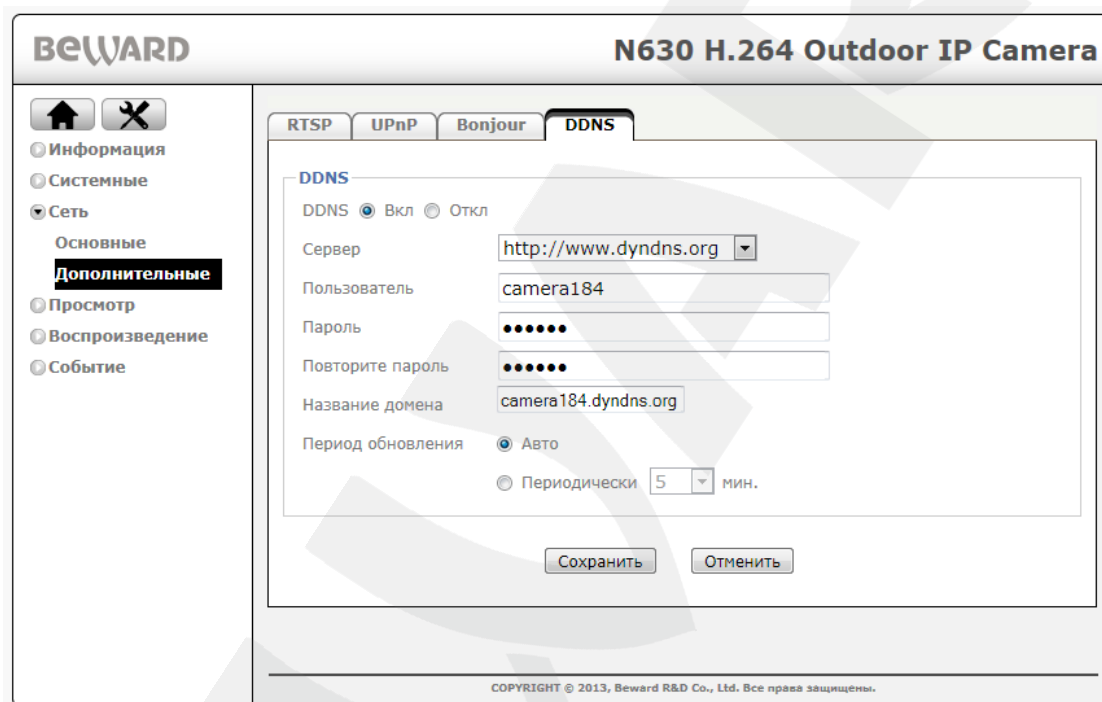 BEWARD
N630 H.264 Outdoor IP Camera
Информация
Системные
Сеть
Основные
Дополнительные
Просмотр
Воспроизведение
Событие
RTSP UPnP Bonjour DDNS
DDNS
DDNS Вкл Откл
Сервер http://www.dyndns.org
Пользователь camera184
Пароль ••••••
Повторите пароль ••••••
Название домена camera184.dyndns.org
Период обновления Авто
Периодически 5 мин.
Сохранить Отменить
COPYRIGHT © 2013, Beward R&D Co., Ltd. Все права защищены.